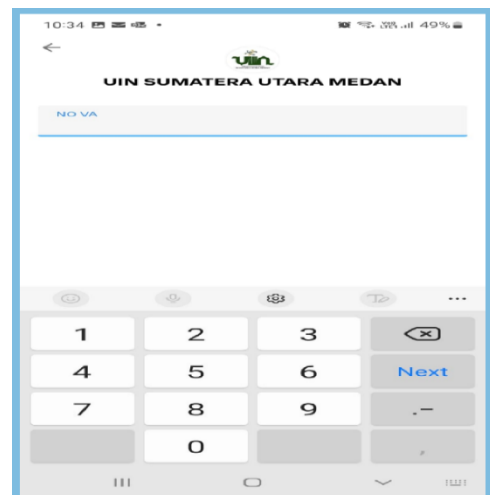 10:34
49%
UIN
UIN SUMATERA UTARA MEDAN
NO VA
1 2 3
4 5 6 Next
7 8 9 .-
0 ,